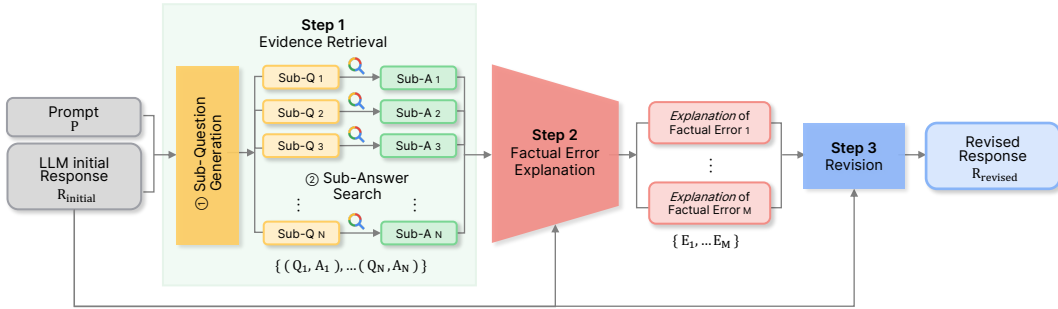 Step 1
Evidence Retrieval
Prompt
P
LLM initial
Response
R_initial
① Sub-Question
Generation
Sub-Q 1
Sub-A 1
Sub-Q 2
Sub-A 2
Sub-Q 3
Sub-A 3
② Sub-Answer
Search
...
...
Sub-Q N
Sub-A N
{ ( Q1, A1 ), ... ( QN, AN ) }
Step 2
Factual Error
Explanation
Explanation of
Factual Error 1
⋮
Explanation of
Factual Error M
{ E1, ... EM }
Step 3
Revision
Revised
Response
R_revised